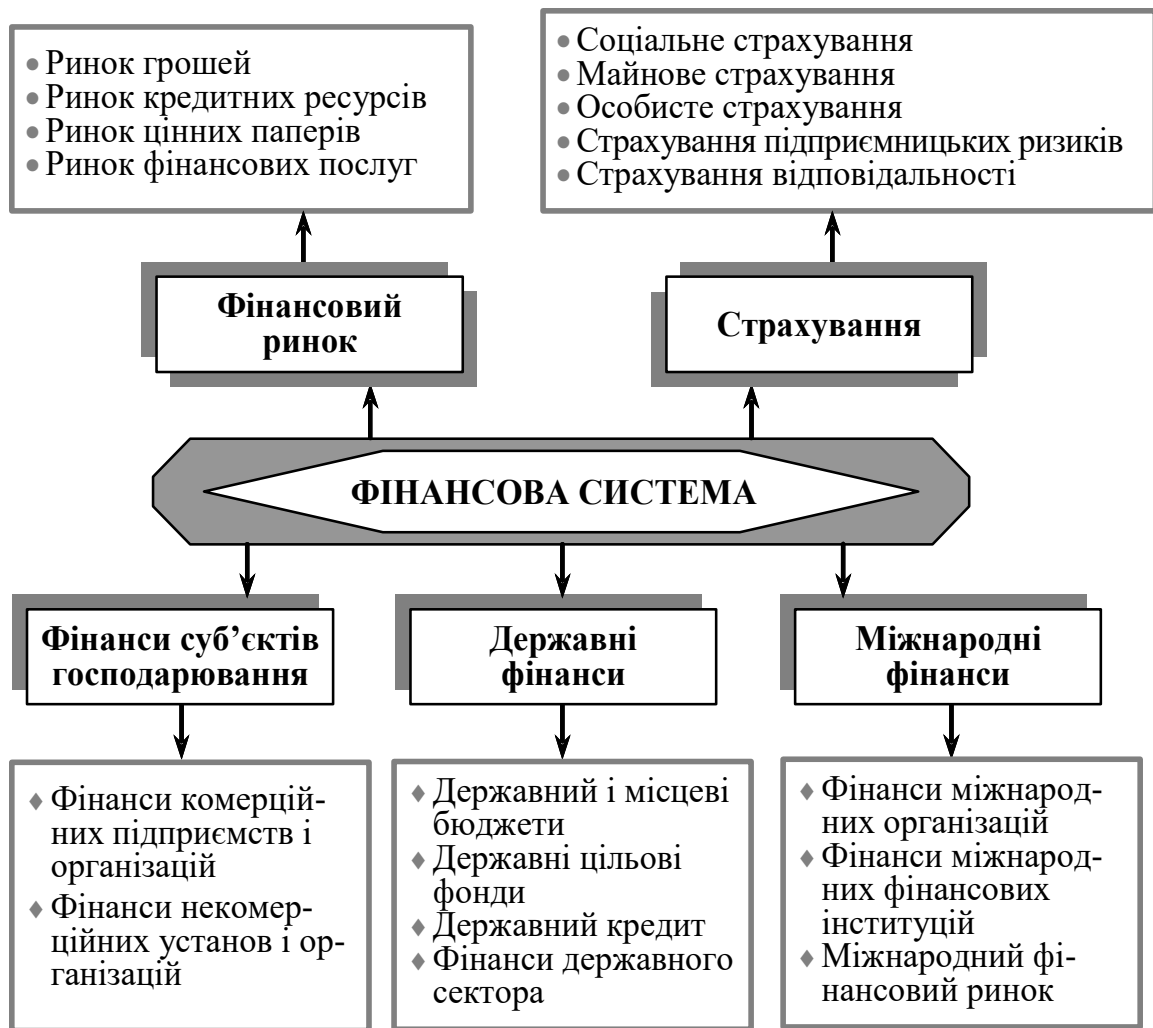 • Ринок грошей
• Ринок кредитних ресурсів
• Ринок цінних паперів
• Ринок фінансових послуг
• Соціальне страхування
• Майнове страхування
• Особисте страхування
• Страхування підприємницьких ризиків
• Страхування відповідальності
Фінансовий
ринок
Страхування
ФІНАНСОВА СИСТЕМА
Фінанси суб’єктів
господарювання
Державні
фінанси
Міжнародні
фінанси
♦ Фінанси комерцій-
них підприємств і
організацій
♦ Фінанси некомер-
ційних установ і ор-
ганізацій
♦ Державний і місцеві
бюджети
♦ Державні цільові
фонди
♦ Державний кредит
♦ Фінанси державного
сектора
♦ Фінанси міжнарод-
них організацій
♦ Фінанси міжнарод-
них фінансових
інституцій
♦ Міжнародний фі-
нансовий ринок